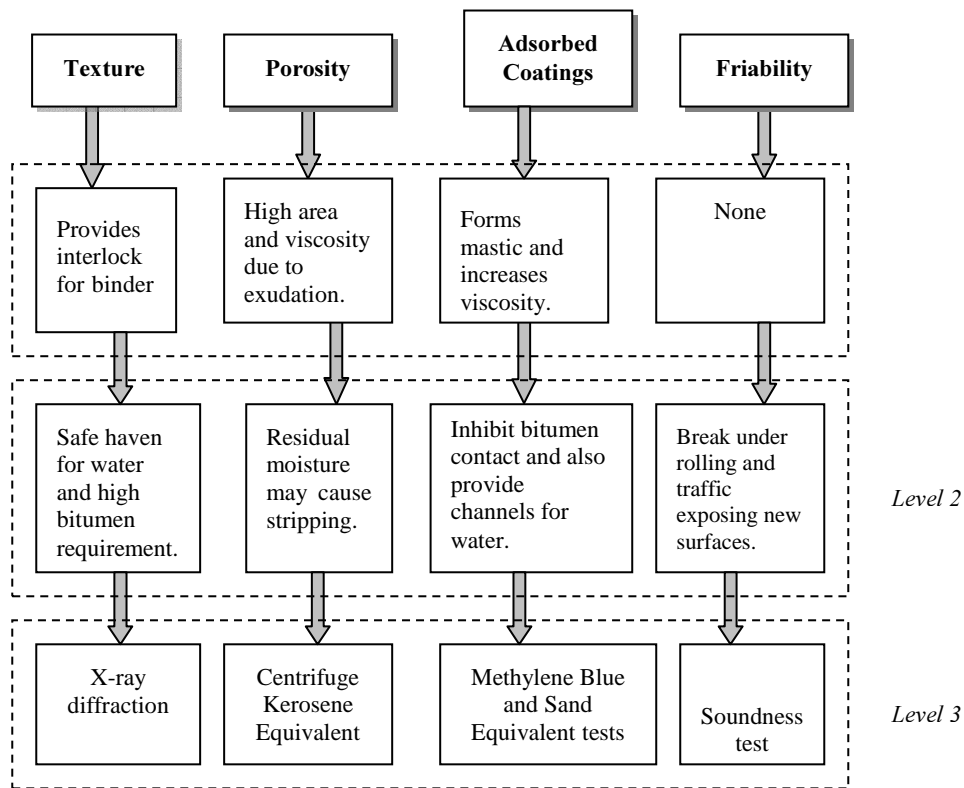 Texture
Porosity
Adsorbed
Coatings
Friability
Provides
interlock
for binder
High area
and viscosity
due to
exudation.
Forms
mastic and
increases
viscosity.
None
Safe haven
for water
and high
bitumen
requirement.
Residual
moisture
may cause
stripping.
Inhibit bitumen
contact and also
provide
channels for
water.
Break under
rolling and
traffic
exposing new
surfaces.
Level 2
X-ray
diffraction
Centrifuge
Kerosene
Equivalent
Methylene Blue
and Sand
Equivalent tests
Soundness
test
Level 3